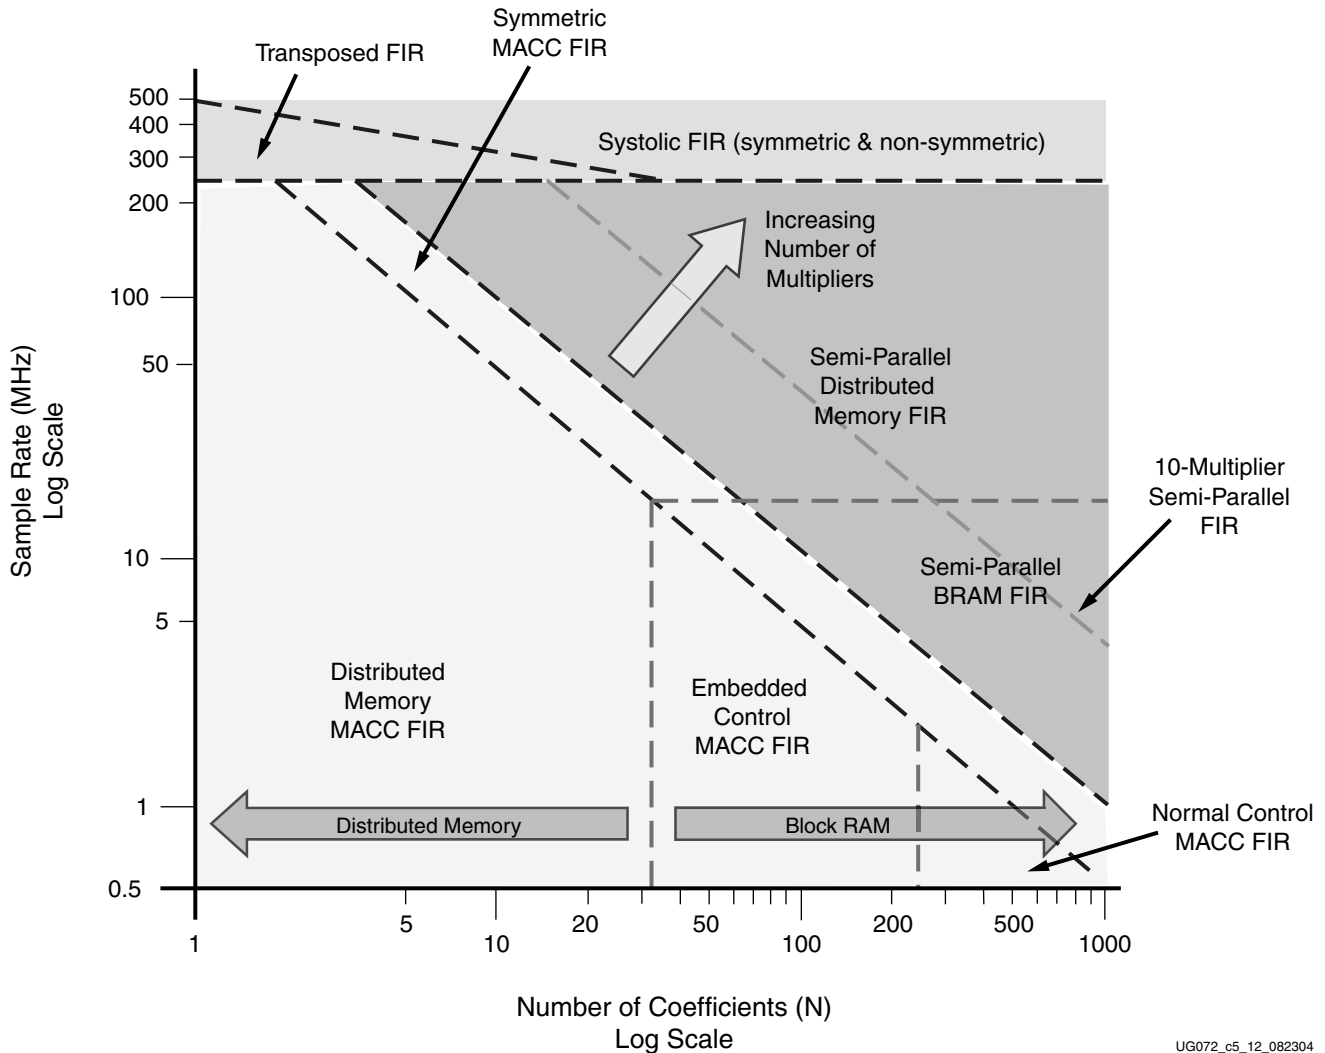 Symmetric
MACC FIR
Transposed FIR
500
400
300
200
100
50
10
5
1
0.5
Sample Rate (MHz)
Log Scale
Systolic FIR (symmetric & non-symmetric)
Increasing
Number of
Multipliers
Semi-Parallel
Distributed
Memory FIR
10-Multiplier
Semi-Parallel
FIR
Semi-Parallel
BRAM FIR
Distributed
Memory
MACC FIR
Embedded
Control
MACC FIR
Distributed Memory
Block RAM
Normal Control
MACC FIR
1
5
10
20
50
100
200
500
1000
Number of Coefficients (N)
Log Scale
UG072_c5_12_082304